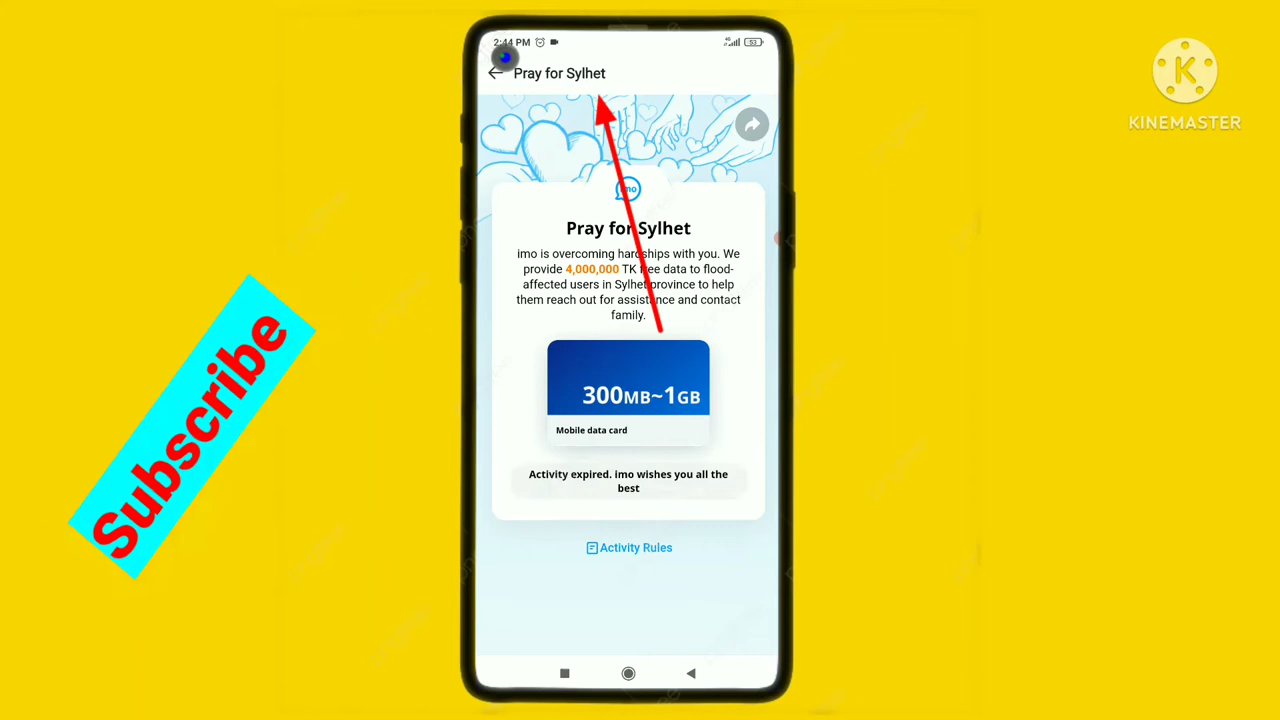 2:44 PM
4G
53
Pray for Sylhet
KINEMASTER
imo
Pray for Sylhet
imo is overcoming hardships with you. We
provide 4,000,000 TK free data to flood-
affected users in Sylhet province to help
them reach out for assistance and contact
family.
300MB~1GB
Mobile data card
Activity expired. imo wishes you all the
best
Activity Rules
Subscribe